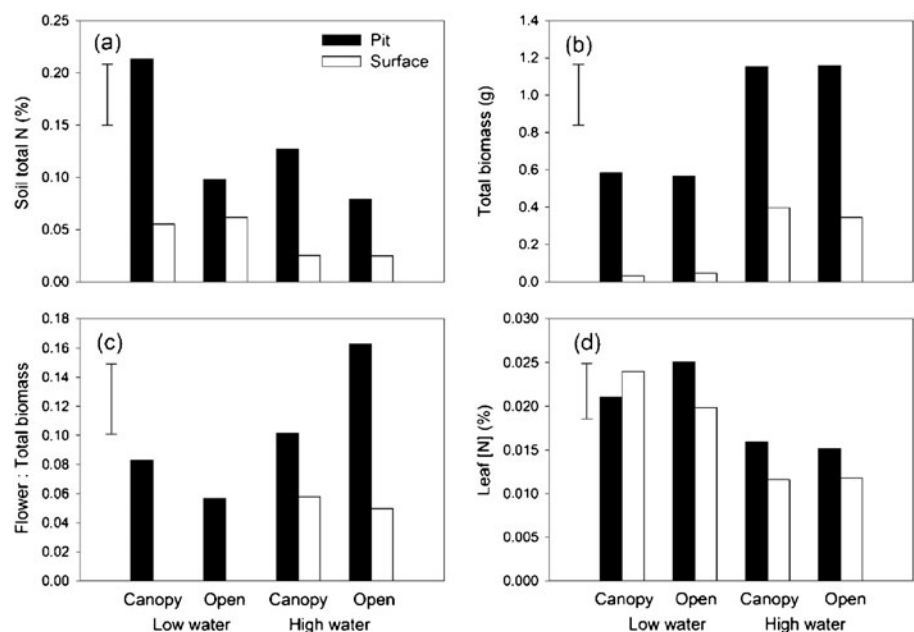 (a)
Pit
Surface
Soil total N (%)
0.25
0.20
0.15
0.10
0.05
0.00
(b)
Total biomass (g)
1.4
1.2
1.0
0.8
0.6
0.4
0.2
0.0
(c)
Flower : Total biomass
0.18
0.16
0.14
0.12
0.10
0.08
0.06
0.04
0.02
0.00
Canopy Open Canopy Open
Low water High water
(d)
Leaf [N] (%)
0.030
0.025
0.020
0.015
0.010
0.005
0.000
Canopy Open Canopy Open
Low water High water